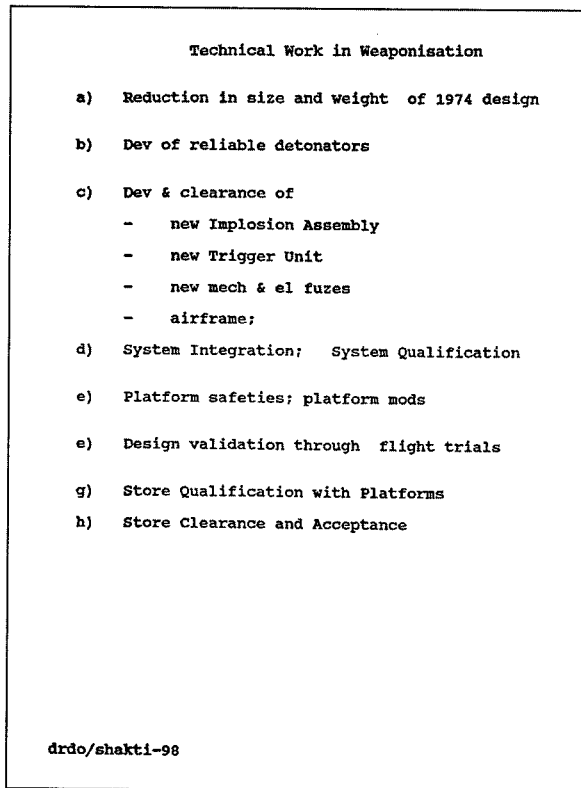 Technical Work in Weaponisation
a) Reduction in size and weight of 1974 design
b) Dev of reliable detonators
c) Dev & clearance of
- new Implosion Assembly
- new Trigger Unit
- new mech & el fuzes
- airframe;
d) System Integration; System Qualification
e) Platform safeties; platform mods
e) Design validation through flight trials
g) Store Qualification with Platforms
h) Store Clearance and Acceptance
drdo/shakti-98